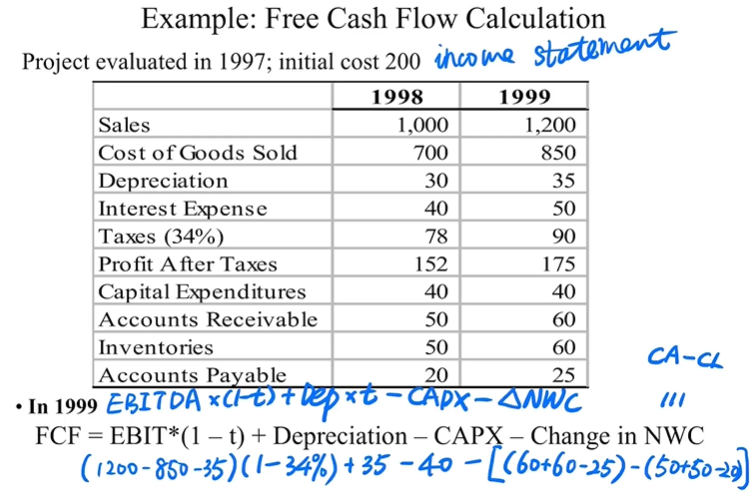 Example: Free Cash Flow Calculation
Project evaluated in 1997; initial cost 200 income statement
1998 1999
Sales 1,000 1,200
Cost of Goods Sold 700 850
Depreciation 30 35
Interest Expense 40 50
Taxes (34%) 78 90
Profit After Taxes 152 175
Capital Expenditures 40 40
Accounts Receivable 50 60
Inventories 50 60
Accounts Payable 20 25
CA-CL
• In 1999 EBITDA×(1-t)+Dep×t-CAPX-ΔNWC
FCF = EBIT*(1 – t) + Depreciation – CAPX – Change in NWC
(1200-850-35)(1-34%)+35-40-[(60+60-25)-(50+50-20)]